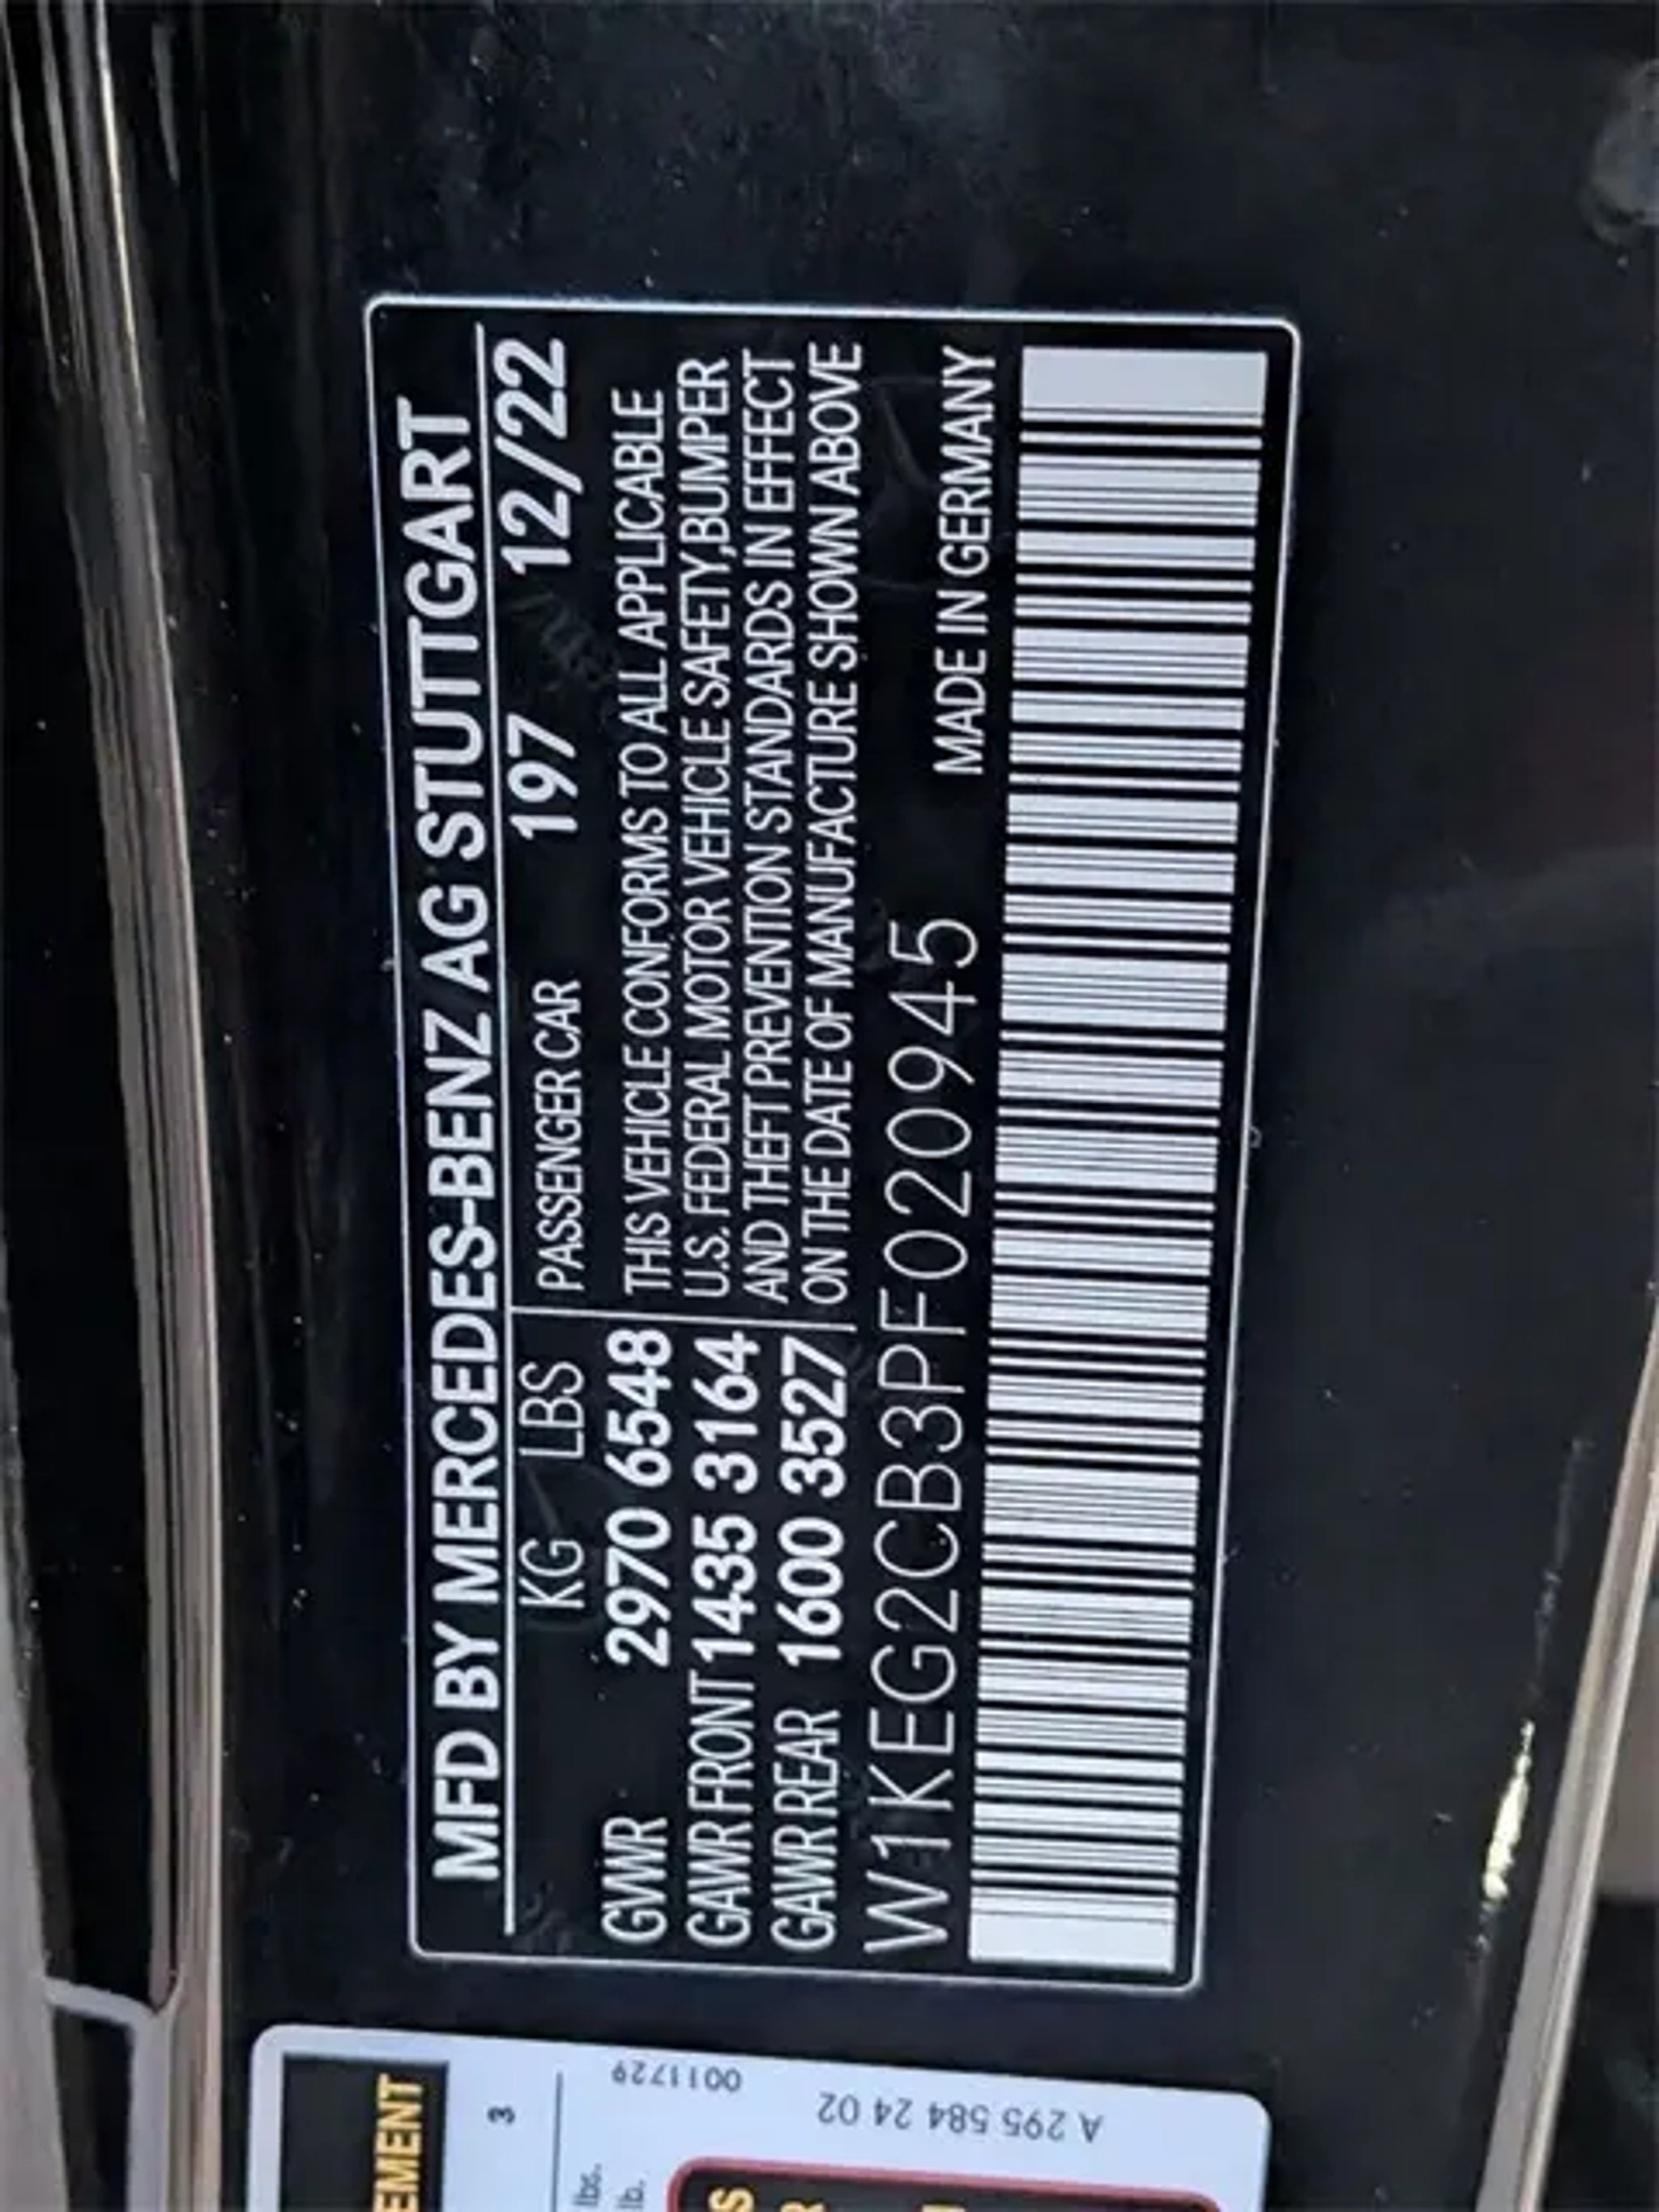 MFD BY MERCEDES-BENZ AG STUTTGART
KG LBS PASSENGER CAR 197 12/22
GVWR 2970 6548 THIS VEHICLE CONFORMS TO ALL APPLICABLE
U.S. FEDERAL MOTOR VEHICLE SAFETY,BUMPER
GAWR FRONT 1435 3164 AND THEFT PREVENTION STANDARDS IN EFFECT
GAWR REAR 1600 3527 ON THE DATE OF MANUFACTURE SHOWN ABOVE
W1KEG2CB3PF020945 MADE IN GERMANY
EMENT
3
0011729
lbs.
lb.
A 295 584 24 02
S
R